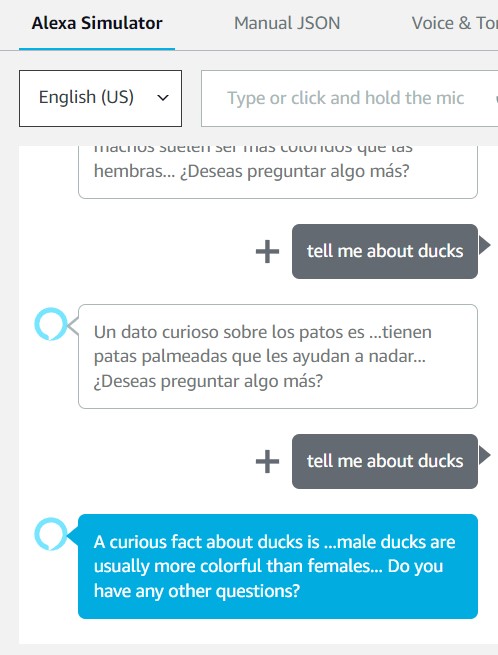 Alexa Simulator
Manual JSON
Voice &
English (US)
Type or click and hold the mic
machos suelen ser más coloridos que las
hembras... ¿Deseas preguntar algo más?
tell me about ducks
Un dato curioso sobre los patos es ...tienen
patas palmeadas que les ayudan a nadar...
¿Deseas preguntar algo más?
tell me about ducks
A curious fact about ducks is ...male ducks are
usually more colorful than females... Do you
have any other questions?